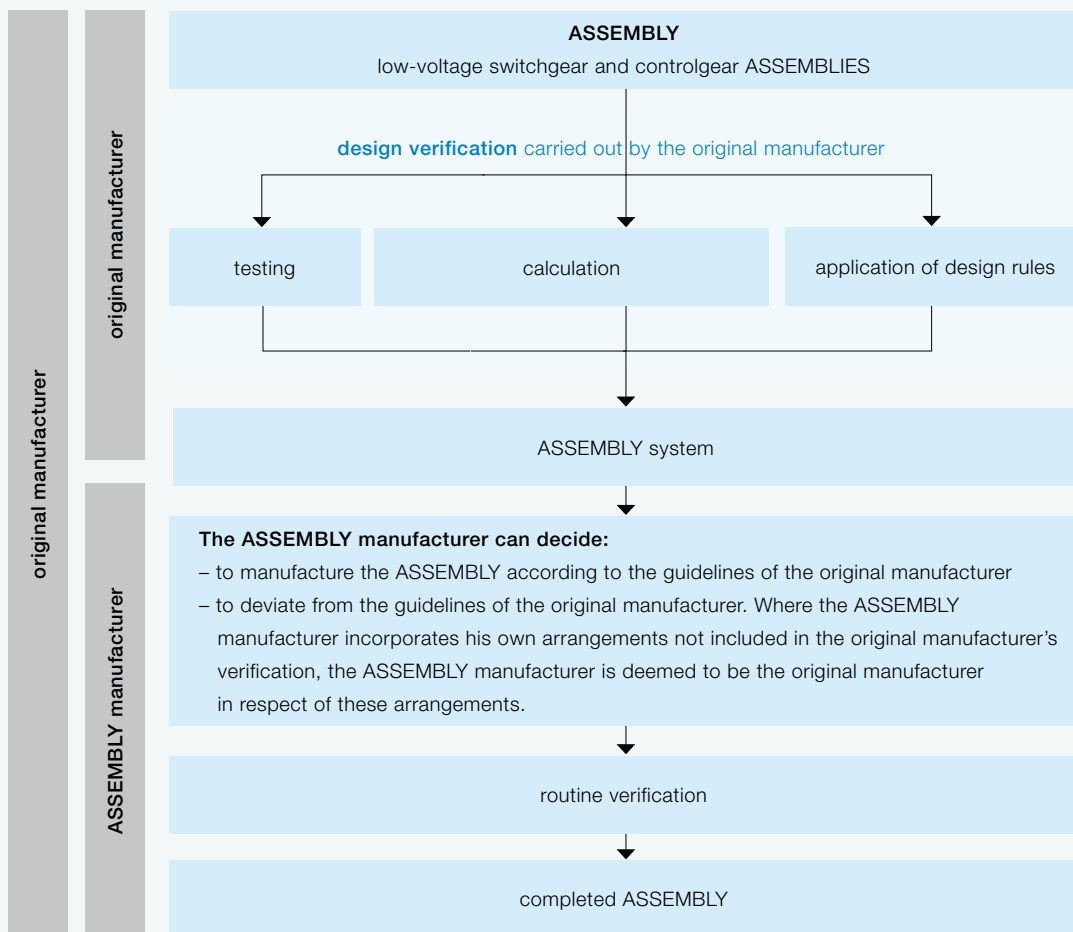 original manufacturer
original manufacturer
ASSEMBLY
low-voltage switchgear and controlgear ASSEMBLIES
design verification carried out by the original manufacturer
testing
calculation
application of design rules
ASSEMBLY system
ASSEMBLY manufacturer
The ASSEMBLY manufacturer can decide:
– to manufacture the ASSEMBLY according to the guidelines of the original manufacturer
– to deviate from the guidelines of the original manufacturer. Where the ASSEMBLY
manufacturer incorporates his own arrangements not included in the original manufacturer's
verification, the ASSEMBLY manufacturer is deemed to be the original manufacturer
in respect of these arrangements.
routine verification
completed ASSEMBLY